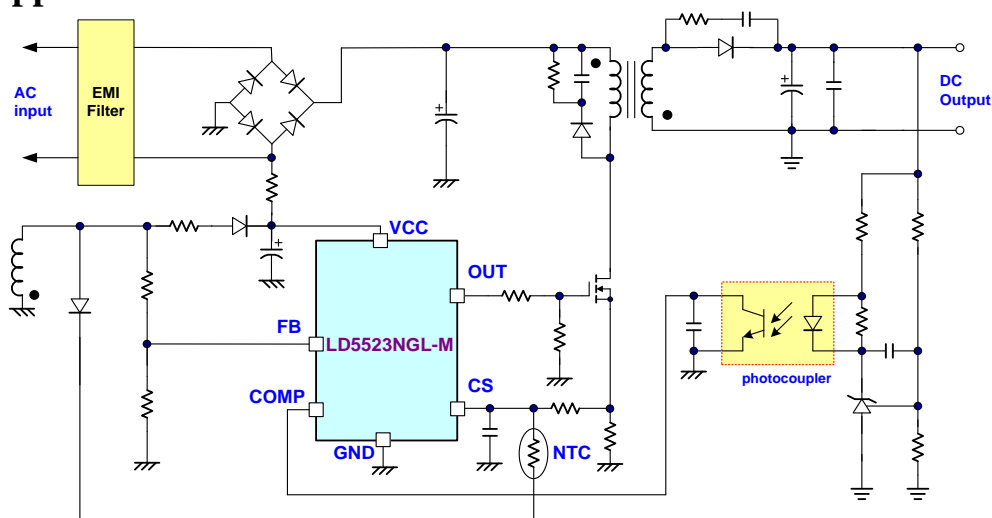 AC
input
EMI
Filter
DC
Output
VCC
OUT
FB
LD5523NGL-M
COMP
CS
GND
NTC
photocoupler
+
+
+